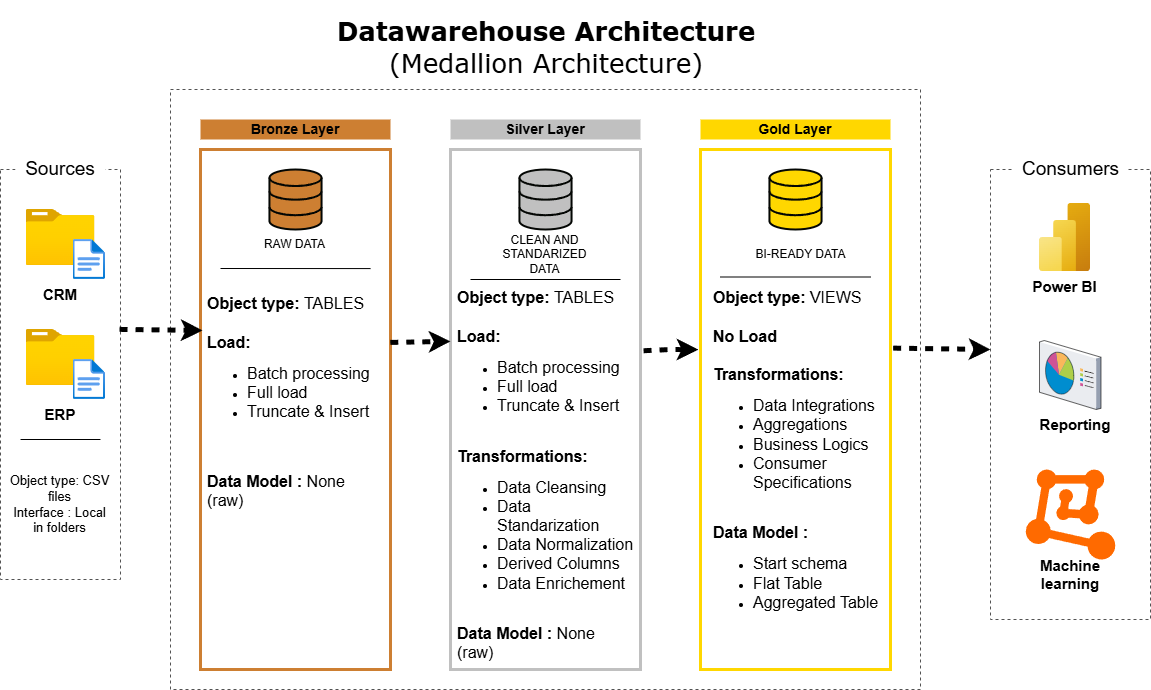 Datawarehouse Architecture
(Medallion Architecture)
Sources
CRM
ERP
Object type: CSV
files
Interface : Local
in folders
Bronze Layer
RAW DATA
Object type: TABLES
Load:
Batch processing
Full load
Truncate & Insert
Data Model : None
(raw)
Silver Layer
CLEAN AND
STANDARIZED
DATA
Object type: TABLES
Load:
Batch processing
Full load
Truncate & Insert
Transformations:
Data Cleansing
Data
Standarization
Data Normalization
Derived Columns
Data Enrichement
Data Model : None
(raw)
Gold Layer
BI-READY DATA
Object type: VIEWS
No Load
Transformations:
Data Integrations
Aggregations
Business Logics
Consumer
Specifications
Data Model :
Start schema
Flat Table
Aggregated Table
Consumers
Power BI
Reporting
Machine
learning